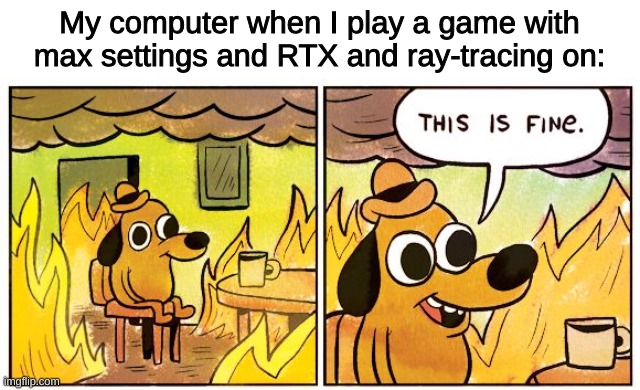 My computer when I play a game with
max settings and RTX and ray-tracing on:
THIS IS FINE.
imgflip.com